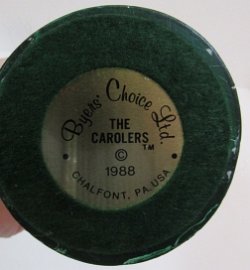 Byers' Choice Ltd.
THE
CAROLERS
TM
©
1988
• CHALFONT, PA USA •